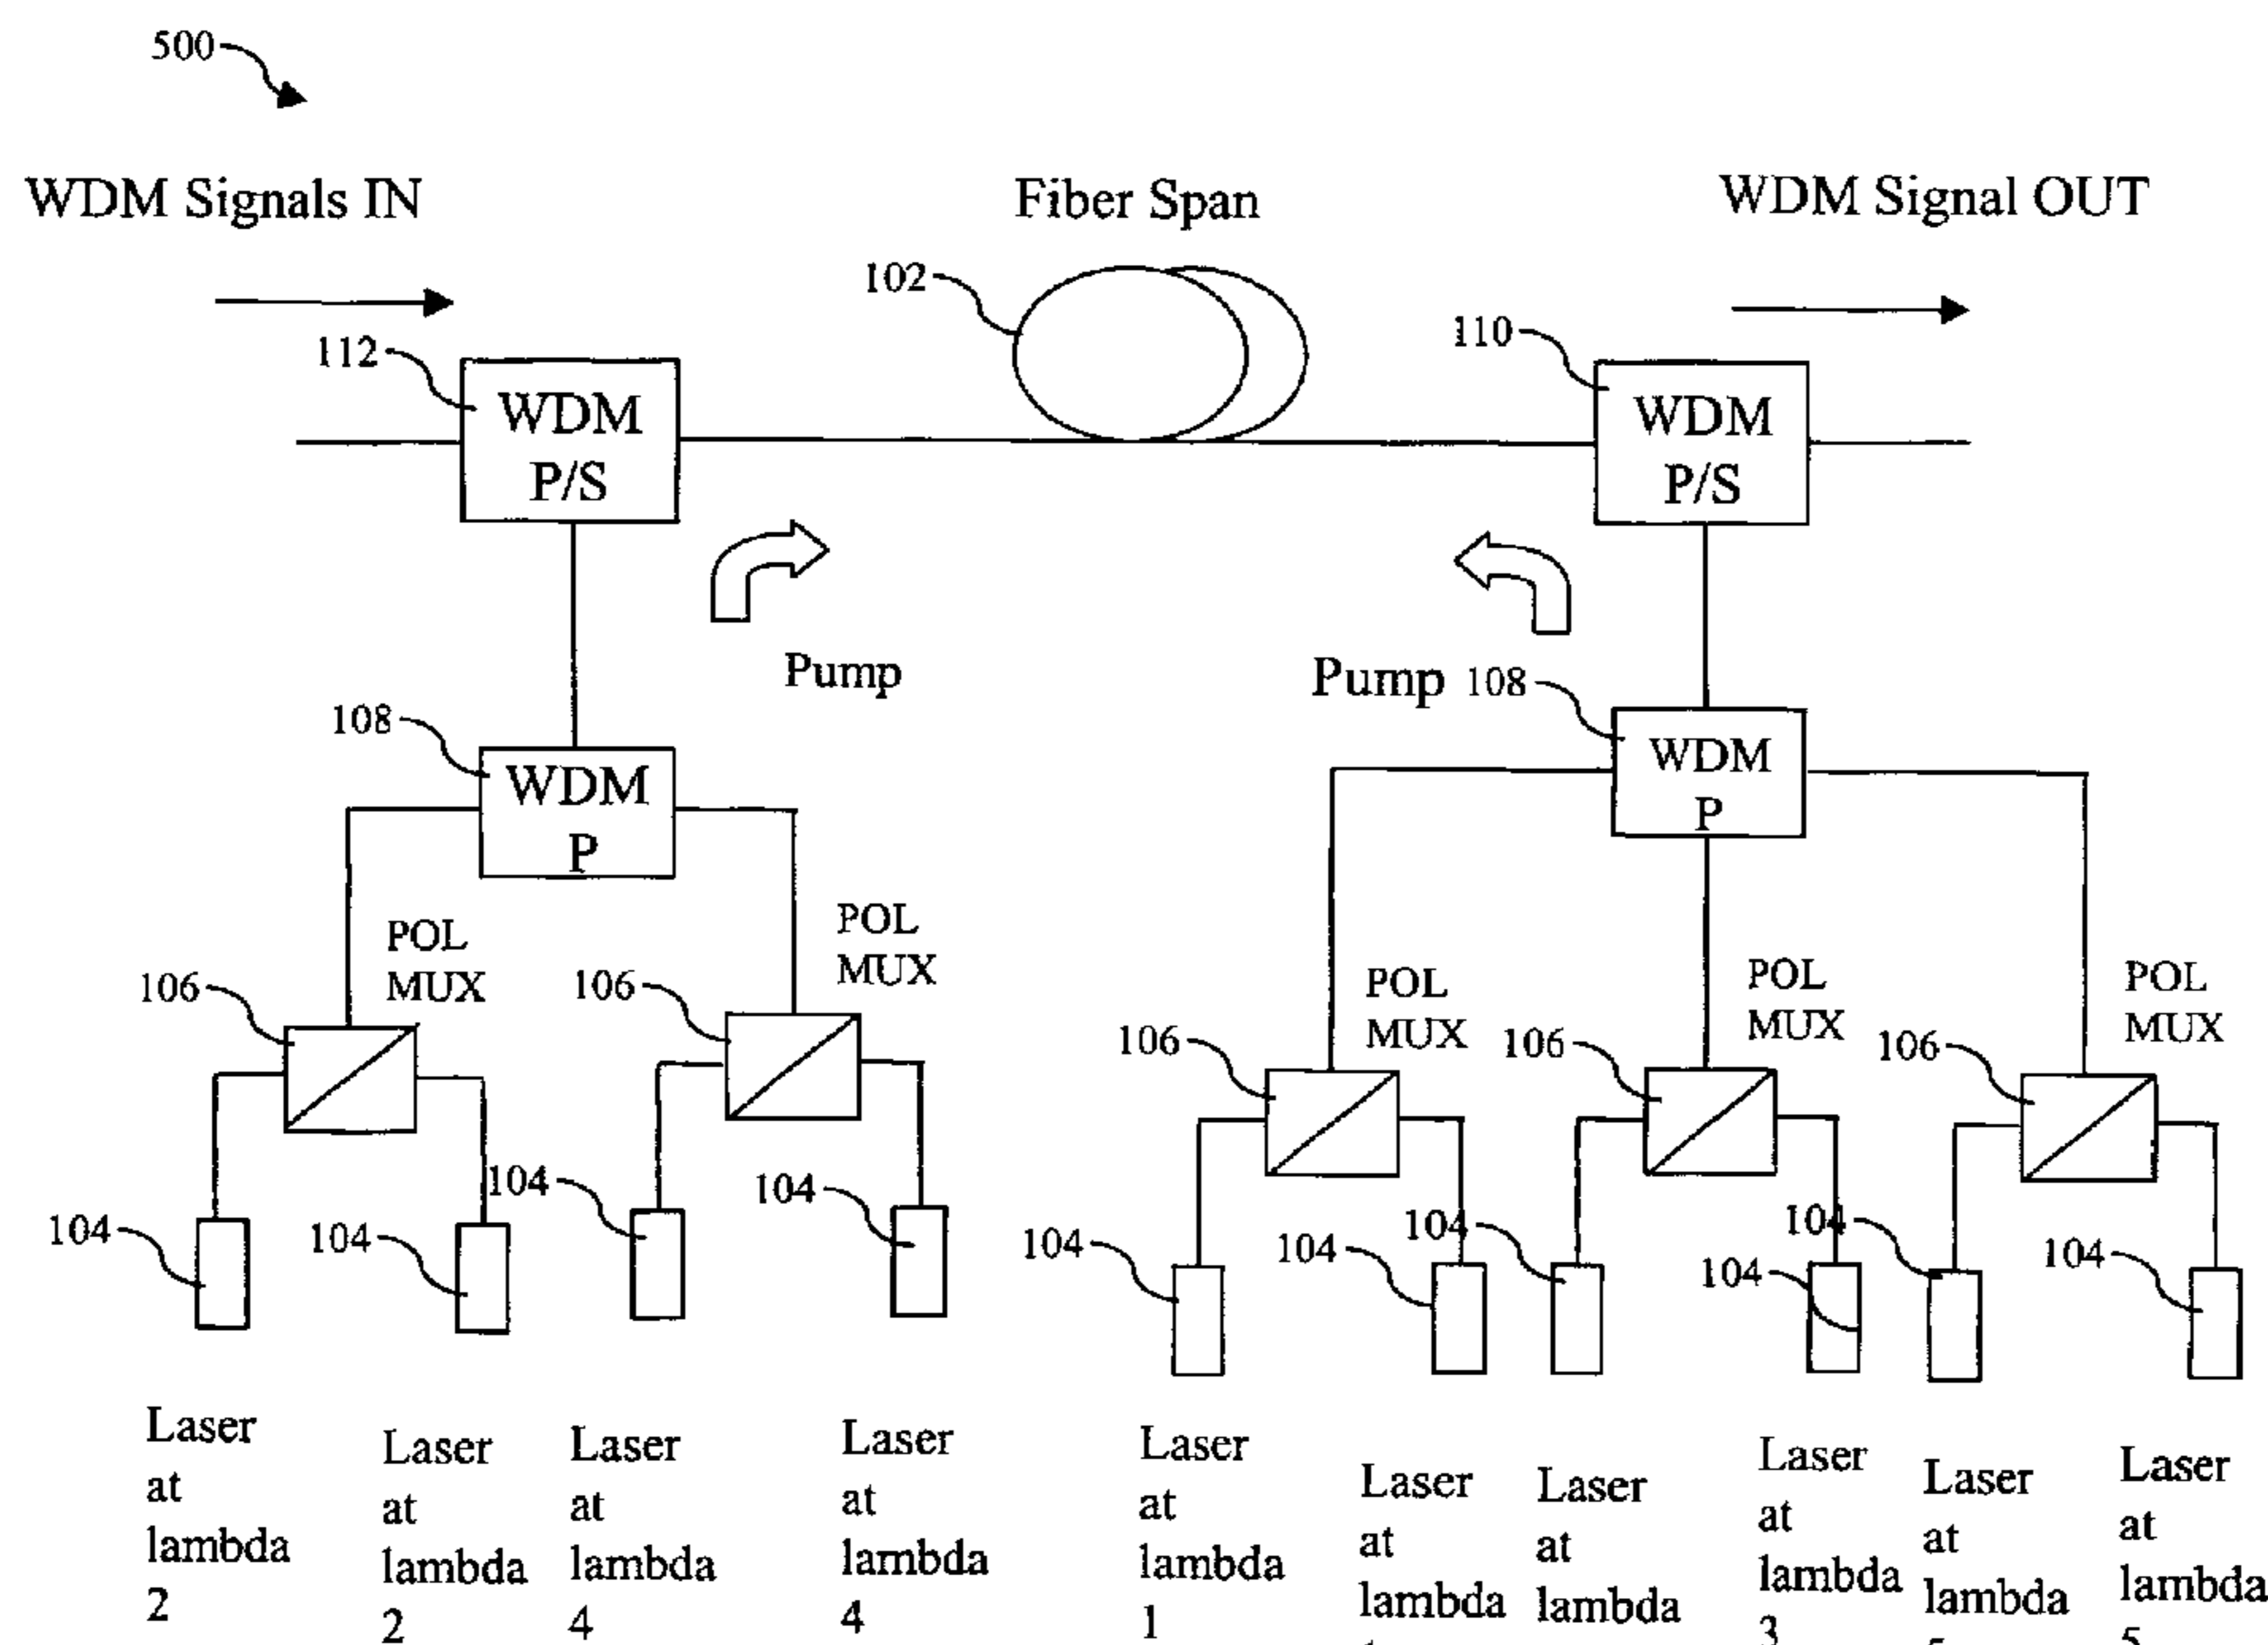 500
WDM Signals IN
Fiber Span
WDM Signal OUT
102
110
112
WDM
P/S
WDM
P/S
Pump
Pump
108
108
WDM
P
WDM
P
POL
MUX
POL
MUX
POL
MUX
POL
MUX
POL
MUX
106
106
106
106
106
104
104
104
104
104
104
104
104
104
104
Laser
at
lambda
2
Laser
at
lambda
2
Laser
at
lambda
4
Laser
at
lambda
4
Laser
at
lambda
1
Laser
at
lambda
Laser
at
lambda
Laser
at
lambda
3
Laser
at
lambda
5
Laser
at
lambda
5